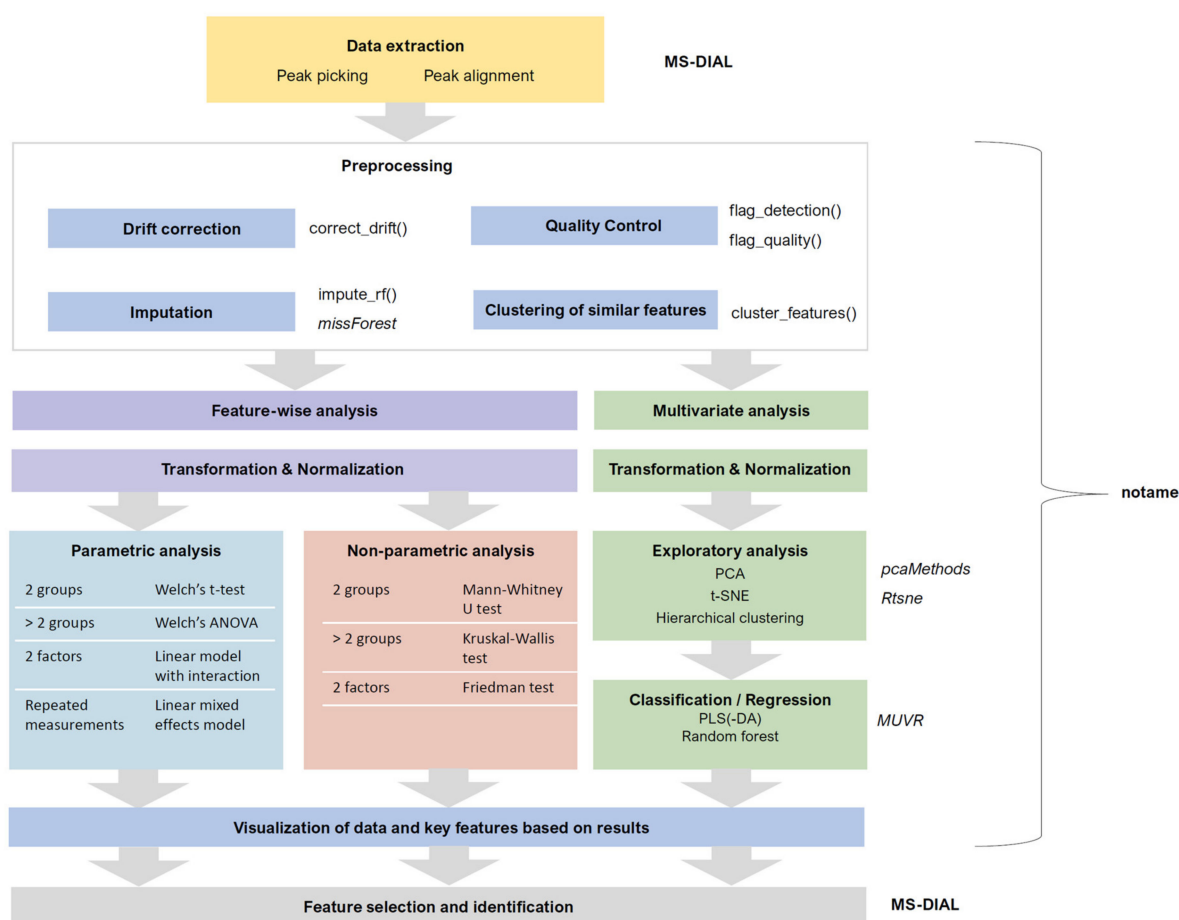 Data extraction
Peak picking Peak alignment
MS-DIAL
Preprocessing
Drift correction
correct_drift()
Quality Control
flag_detection()
flag_quality()
Imputation
impute_rf()
missForest
Clustering of similar features
cluster_features()
Feature-wise analysis
Multivariate analysis
Transformation & Normalization
Transformation & Normalization
notame
Parametric analysis
2 groups Welch's t-test
> 2 groups Welch's ANOVA
2 factors Linear model
with interaction
Repeated Linear mixed
measurements effects model
Non-parametric analysis
2 groups Mann-Whitney
U test
> 2 groups Kruskal-Wallis
test
2 factors Friedman test
Exploratory analysis
PCA
t-SNE
Hierarchical clustering
pcaMethods
Rtsne
Classification / Regression
PLS(-DA)
Random forest
MUVR
Visualization of data and key features based on results
Feature selection and identification
MS-DIAL